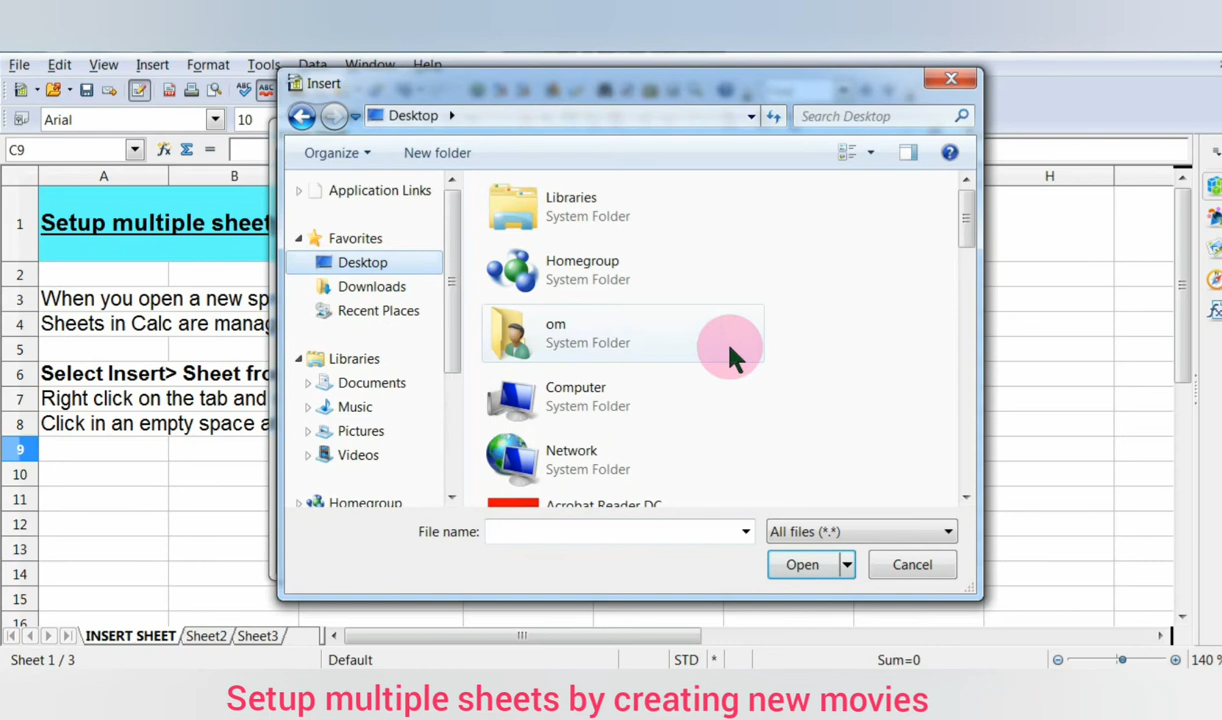 File Edit View Insert Format Tools Data Window Help
Insert
Desktop
Search Desktop
Arial 10
Organize New folder
C9
A B H
Application Links
Favorites
Desktop
Downloads
Recent Places
Libraries
Documents
Music
Pictures
Videos
Homegroup
Libraries
System Folder
Homegroup
System Folder
om
System Folder
Computer
System Folder
Network
System Folder
Acrobat Reader DC
File name:
All files (*.*)
Open Cancel
1 Setup multiple sheet
2
3 When you open a new sp
4 Sheets in Calc are manag
5
6 Select Insert> Sheet fro
7 Right click on the tab and
8 Click in an empty space a
9
10
11
12
13
14
15
16
INSERT SHEET Sheet2 Sheet3
Sheet 1 / 3 Default STD * Sum=0 140 %
Setup multiple sheets by creating new movies